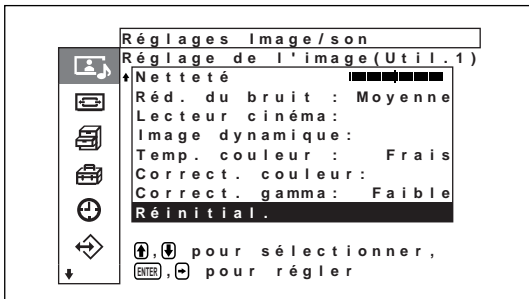 Réglages Image/son
Réglage de l'image(Util.1)
Netteté
Réd. du bruit : Moyenne
Lecteur cinéma:
Image dynamique:
Temp. couleur : Frais
Correct. couleur:
Correct. gamma: Faible
Réinitial.
, pour sélectionner,
ENTER, pour régler